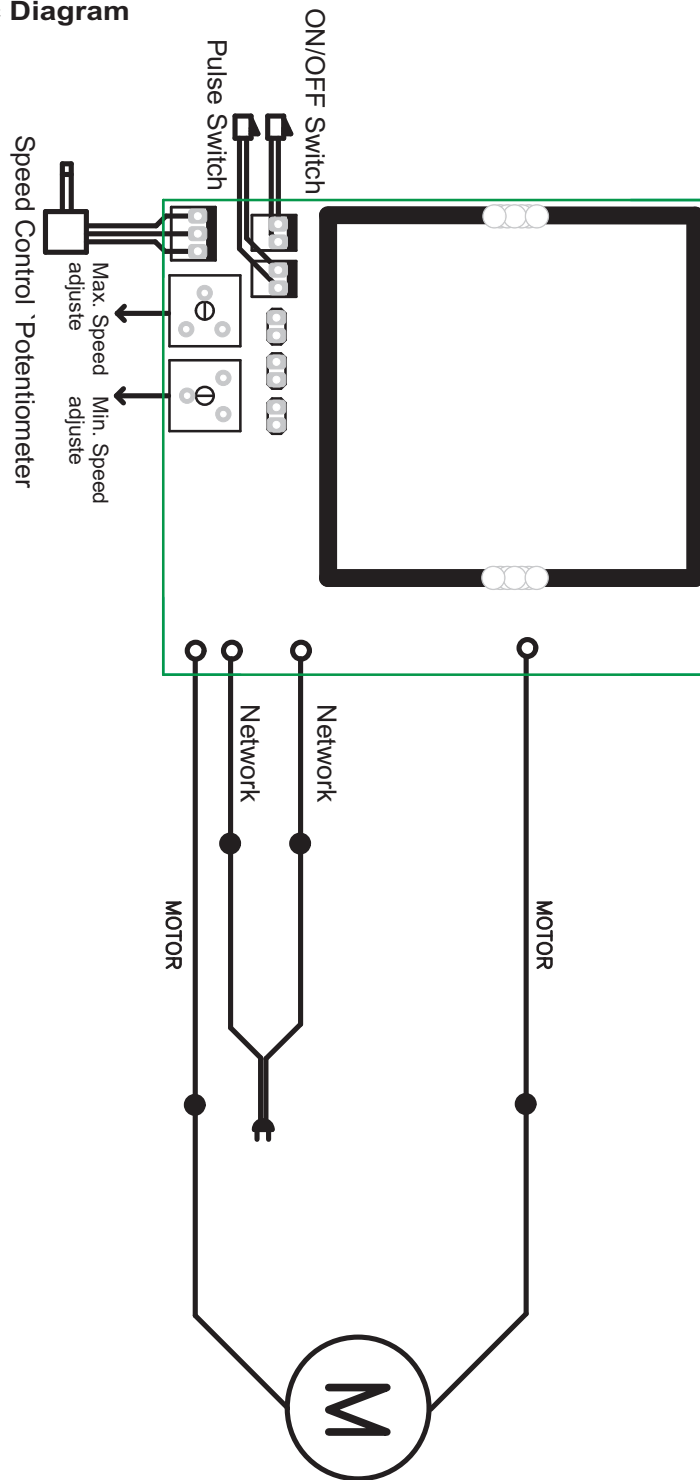 Diagram
ON/OFF Switch
Pulse Switch
Speed Control `Potentiometer
Max. Speed
adjuste
Min. Speed
adjuste
Network
Network
MOTOR
MOTOR
M